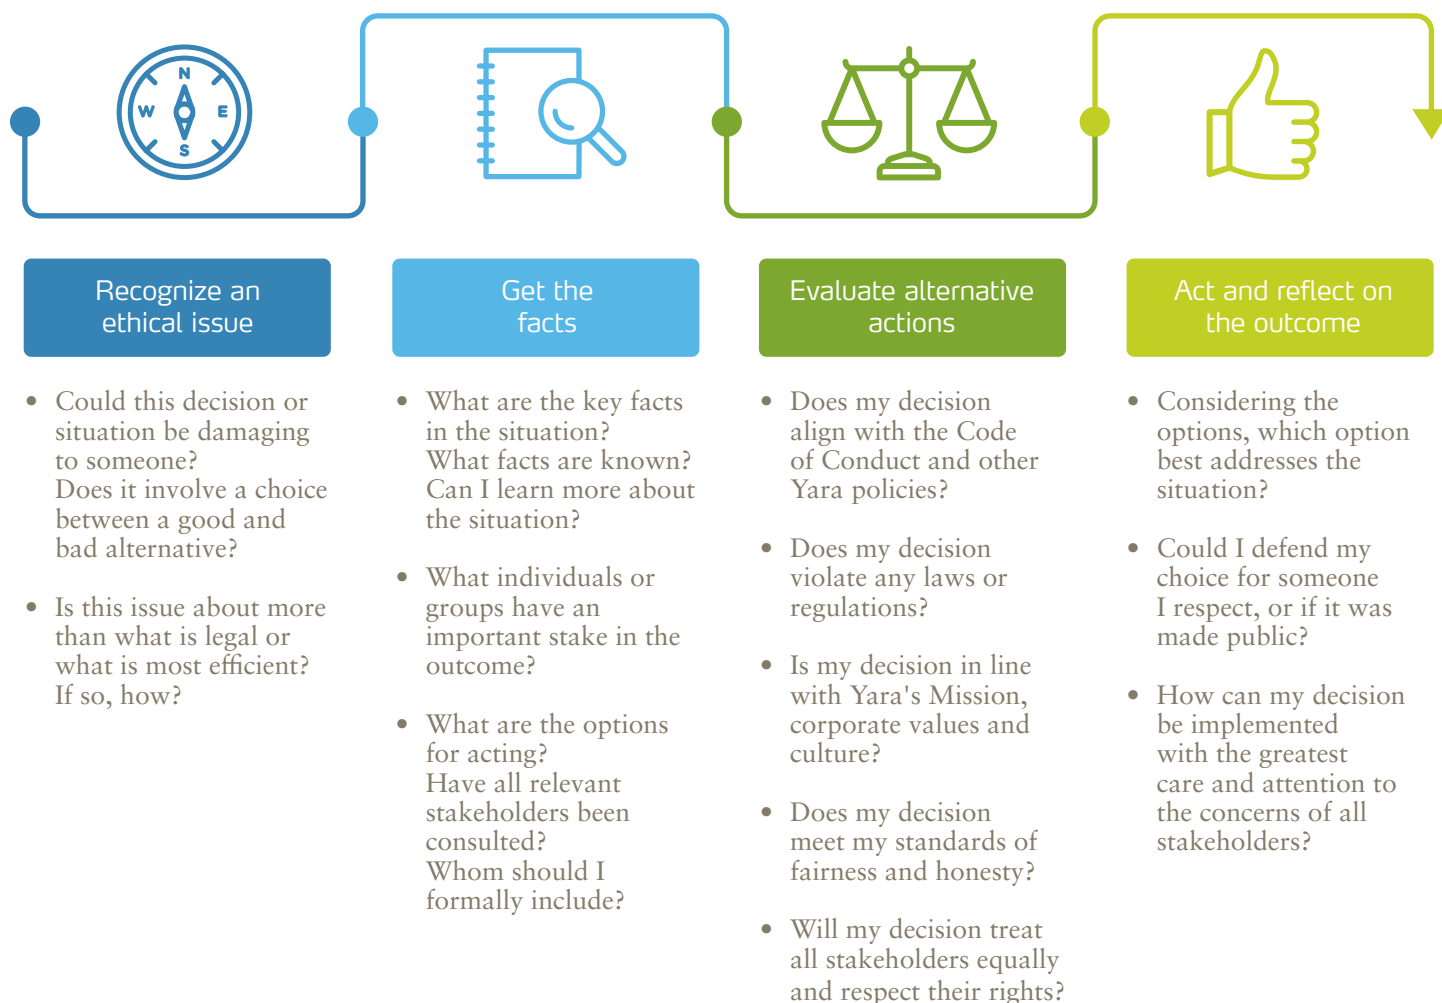 N
W
E
S
Recognize an
ethical issue
• Could this decision or
situation be damaging
to someone?
Does it involve a choice
between a good and
bad alternative?
• Is this issue about more
than what is legal or
what is most efficient?
If so, how?
Get the
facts
• What are the key facts
in the situation?
What facts are known?
Can I learn more about
the situation?
• What individuals or
groups have an
important stake in the
outcome?
• What are the options
for acting?
Have all relevant
stakeholders been
consulted?
Whom should I
formally include?
Evaluate alternative
actions
• Does my decision
align with the Code
of Conduct and other
Yara policies?
• Does my decision
violate any laws or
regulations?
• Is my decision in line
with Yara's Mission,
corporate values and
culture?
• Does my decision
meet my standards of
fairness and honesty?
• Will my decision treat
all stakeholders equally
and respect their rights?
Act and reflect on
the outcome
• Considering the
options, which option
best addresses the
situation?
• Could I defend my
choice for someone
I respect, or if it was
made public?
• How can my decision
be implemented
with the greatest
care and attention to
the concerns of all
stakeholders?